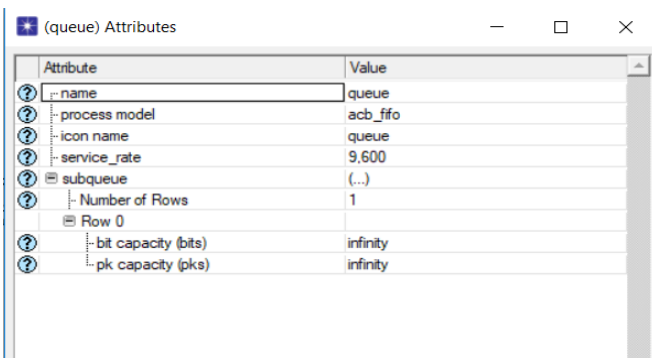 (queue) Attributes
Attribute Value
name queue
process model acb_fifo
icon name queue
service_rate 9,600
subqueue (...)
Number of Rows 1
Row 0
bit capacity (bits) infinity
pk capacity (pks) infinity